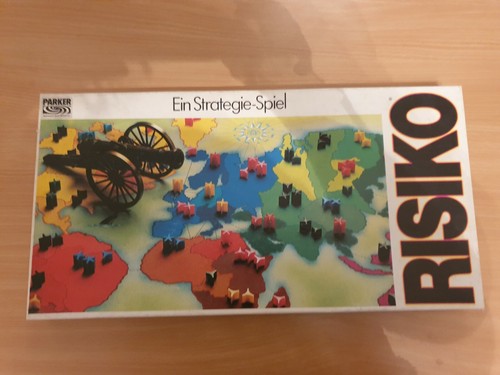 PARKER
Ein Strategie-Spiel
RISIKO